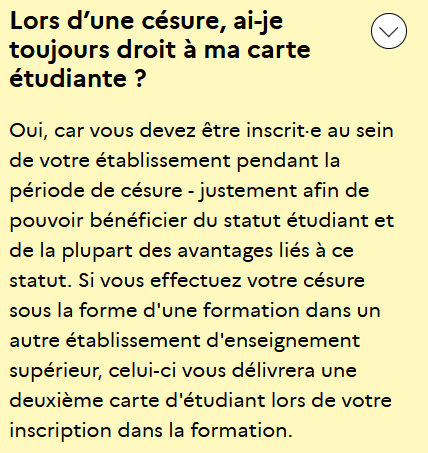 Lors d’une césure, ai-je
toujours droit à ma carte
étudiante ?
Oui, car vous devez être inscrit·e au sein
de votre établissement pendant la
période de césure - justement afin de
pouvoir bénéficier du statut étudiant et
de la plupart des avantages liés à ce
statut. Si vous effectuez votre césure
sous la forme d'une formation dans un
autre établissement d'enseignement
supérieur, celui-ci vous délivrera une
deuxième carte d'étudiant lors de votre
inscription dans la formation.